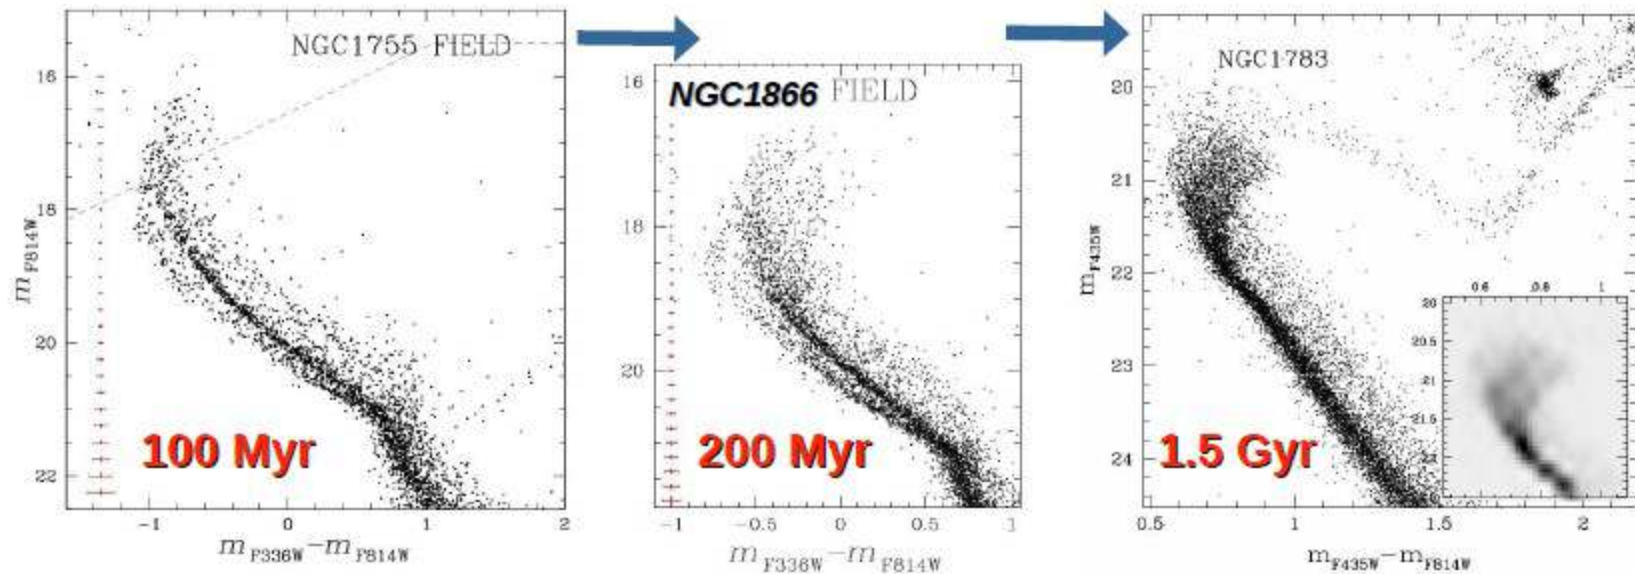 NGC1755 FIELD
16
18
20
22
m F814W
100 Myr
−1
0
1
2
m F336W−m F814W
NGC1866 FIELD
16
18
20
200 Myr
−1
−0.5
0
0.5
1
m F336W−m F814W
NGC1783
20
21
22
23
24
m F435W
1.5 Gyr
0.5
1
1.5
2
m F435W−m F814W
0.6
0.8
1
20
20.5
21
21.5